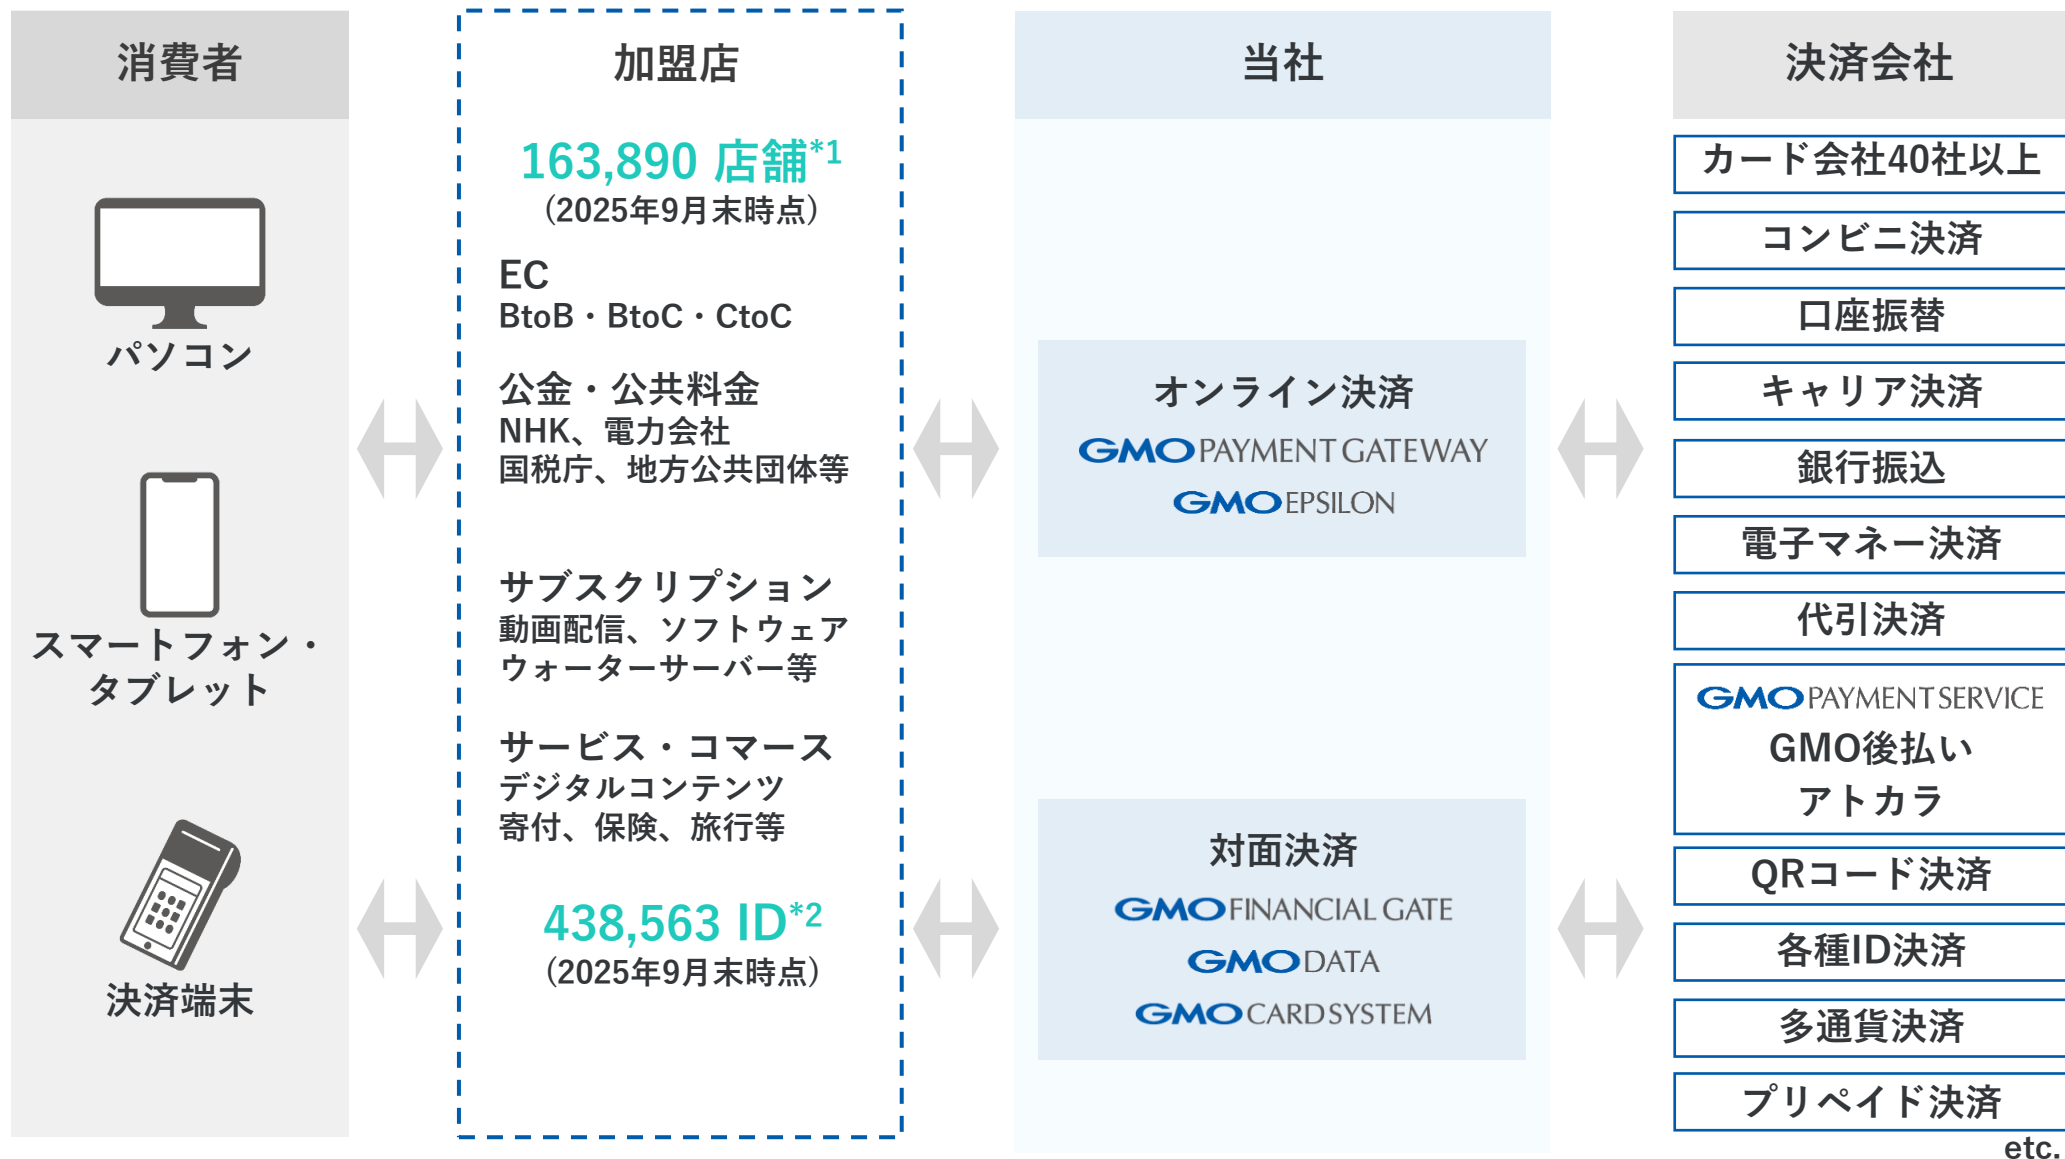 消費者
パソコン
スマートフォン・
タブレット
決済端末
加盟店
163,890 店舗*1
(2025年9月末時点)
EC
BtoB・BtoC・CtoC
公金・公共料金
NHK、電力会社
国税庁、地方公共団体等
サブスクリプション
動画配信、ソフトウェア
ウォーターサーバー等
サービス・コマース
デジタルコンテンツ
寄付、保険、旅行等
438,563 ID*2
(2025年9月末時点)
当社
オンライン決済
GMO PAYMENT GATEWAY
GMO EPSILON
対面決済
GMO FINANCIAL GATE
GMO DATA
GMO CARD SYSTEM
決済会社
カード会社40社以上
コンビニ決済
口座振替
キャリア決済
銀行振込
電子マネー決済
代引決済
GMO PAYMENT SERVICE
GMO後払い
アトカラ
QRコード決済
各種ID決済
多通貨決済
プリペイド決済
etc.